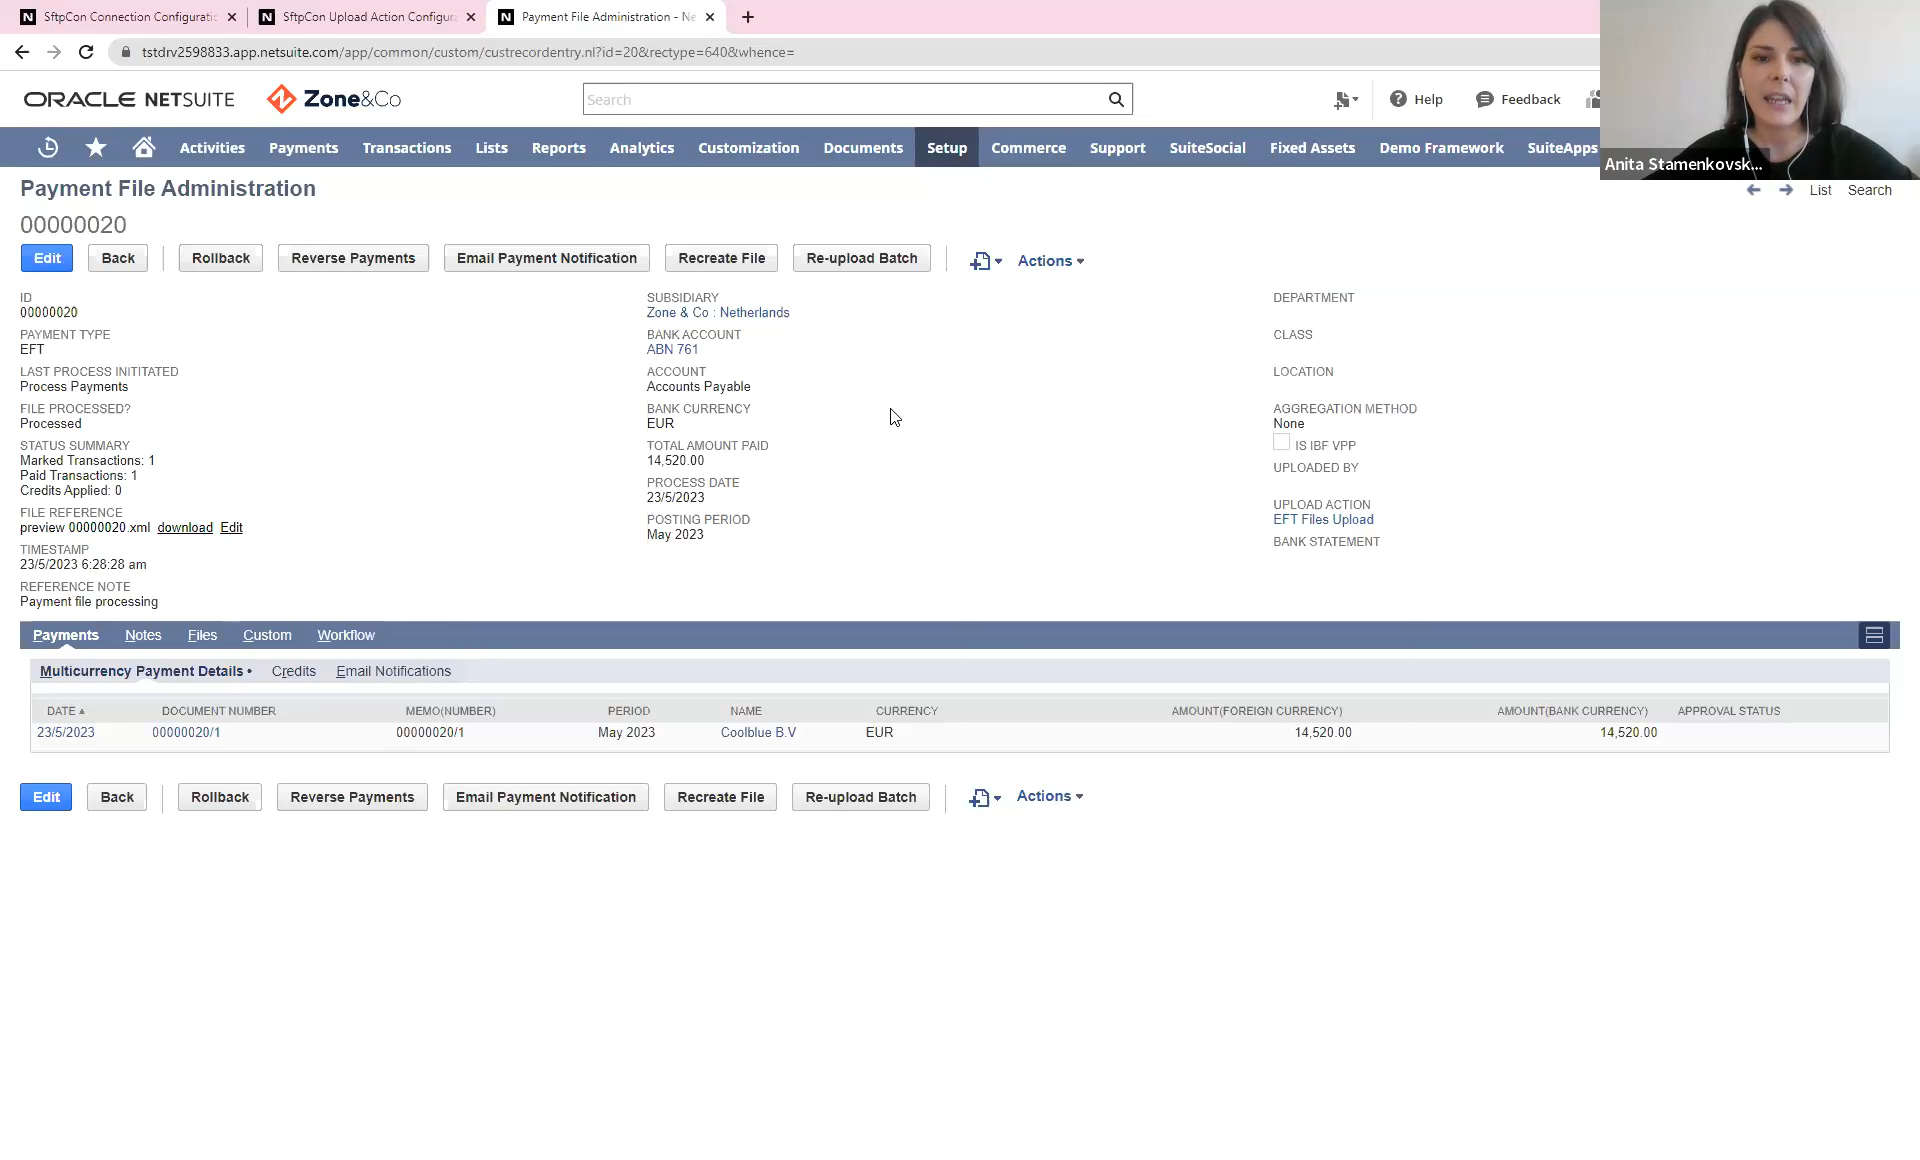 SftpCon Connection Configuratio
SftpCon Upload Action Configura
Payment File Administration - Ne
tstdrv2598833.app.netsuite.com/app/common/custom/custrecordentry.nl?id=20&rectype=640&whence=
ORACLE NETSUITE
Zone&Co
Search
Help
Feedback
Activities
Payments
Transactions
Lists
Reports
Analytics
Customization
Documents
Setup
Commerce
Support
SuiteSocial
Fixed Assets
Demo Framework
SuiteApps
Anita Stamenkovsk...
Payment File Administration
List
Search
00000020
Edit
Back
Rollback
Reverse Payments
Email Payment Notification
Recreate File
Re-upload Batch
Actions
ID
00000020
PAYMENT TYPE
EFT
LAST PROCESS INITITATED
Process Payments
FILE PROCESSED?
Processed
STATUS SUMMARY
Marked Transactions: 1
Paid Transactions: 1
Credits Applied: 0
FILE REFERENCE
preview 00000020.xml download Edit
TIMESTAMP
23/5/2023 6:28:28 am
REFERENCE NOTE
Payment file processing
SUBSIDIARY
Zone & Co : Netherlands
BANK ACCOUNT
ABN 761
ACCOUNT
Accounts Payable
BANK CURRENCY
EUR
TOTAL AMOUNT PAID
14,520.00
PROCESS DATE
23/5/2023
POSTING PERIOD
May 2023
DEPARTMENT
CLASS
LOCATION
AGGREGATION METHOD
None
IS IBF VPP
UPLOADED BY
UPLOAD ACTION
EFT Files Upload
BANK STATEMENT
Payments
Notes
Files
Custom
Workflow
Multicurrency Payment Details •
Credits
Email Notifications
DATE
DOCUMENT NUMBER
MEMO(NUMBER)
PERIOD
NAME
CURRENCY
AMOUNT(FOREIGN CURRENCY)
AMOUNT(BANK CURRENCY)
APPROVAL STATUS
23/5/2023
00000020/1
00000020/1
May 2023
Coolblue B.V
EUR
14,520.00
14,520.00
Edit
Back
Rollback
Reverse Payments
Email Payment Notification
Recreate File
Re-upload Batch
Actions